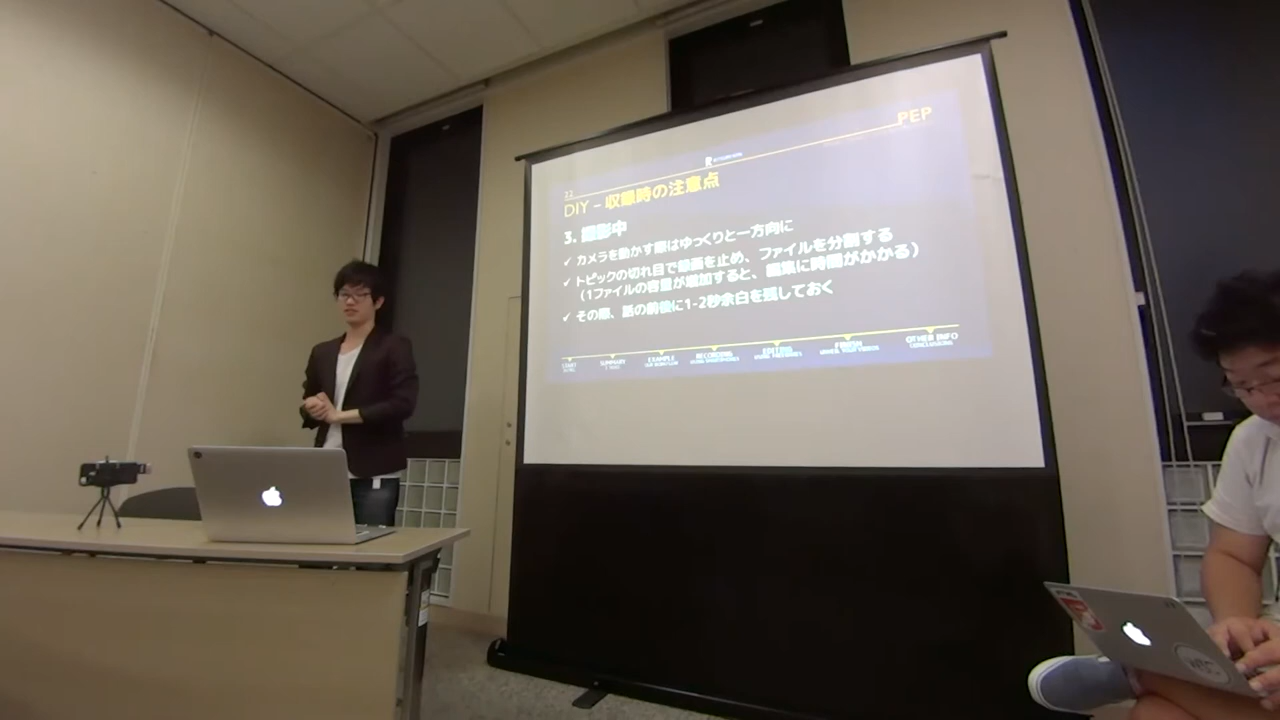 PEP
22
DIY – 収録時の注意点
3. 撮影中
✓ カメラを動かす際はゆっくりと一方向に
✓ トピックの切れ目で録画を止め、ファイルを分割する
（1ファイルの容量が増加すると、編集に時間がかかる）
✓ その際、話の前後に1-2秒余白を残しておく
START SUMMARY EXAMPLE RECORDING EDITING FINISH OTHER INFO
CONCLUSIONS